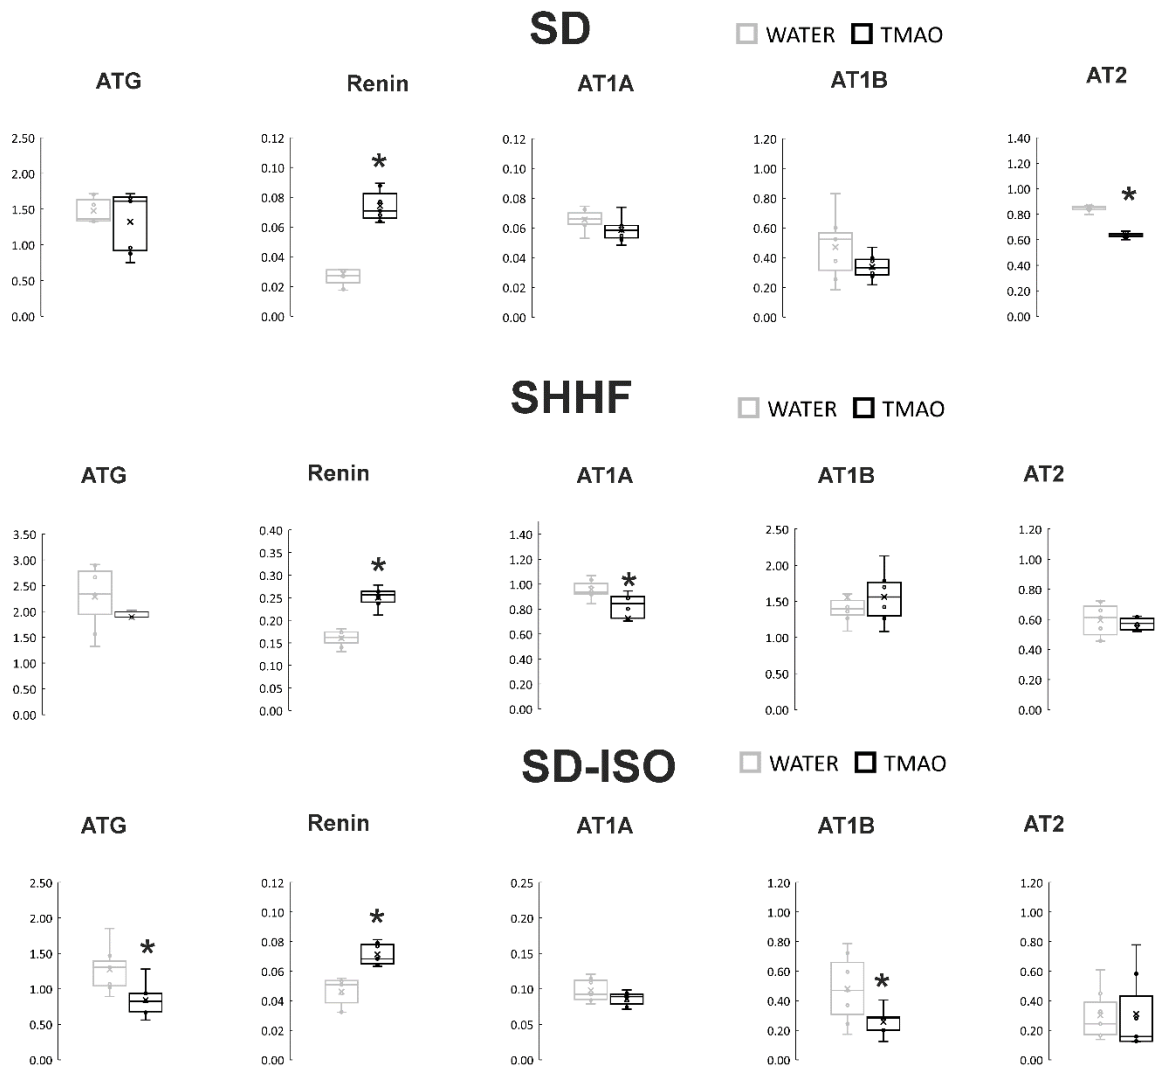 SD
WATER TMAO
ATG Renin AT1A AT1B AT2
2.50 0.12 0.12 1.20 1.40
2.00 0.10 0.10 1.00 1.20
1.50 0.08 0.08 0.80 1.00
1.00 0.06 0.06 0.60 0.80
0.50 0.04 0.04 0.40 0.60
0.00 0.02 0.02 0.20 0.40
0.00 0.00 0.00 0.20
0.00
* *
SHHF
WATER TMAO
ATG Renin AT1A AT1B AT2
3.50 0.40 1.40 2.50 1.20
3.00 0.35 1.20 2.00 1.00
2.50 0.30 1.00 1.50 0.80
2.00 0.25 0.80 1.00 0.60
1.50 0.20 0.60 0.50 0.40
1.00 0.15 0.40 0.00 0.20
0.50 0.10 0.20 0.00
0.00 0.05 0.00
0.00
* *
SD-ISO
WATER TMAO
ATG Renin AT1A AT1B AT2
2.50 0.12 0.25 1.20 1.20
2.00 0.10 0.20 1.00 1.00
1.50 0.08 0.15 0.80 0.80
1.00 0.06 0.10 0.60 0.60
0.50 0.04 0.05 0.40 0.40
0.00 0.02 0.00 0.20 0.20
0.00 0.00 0.00
* * *